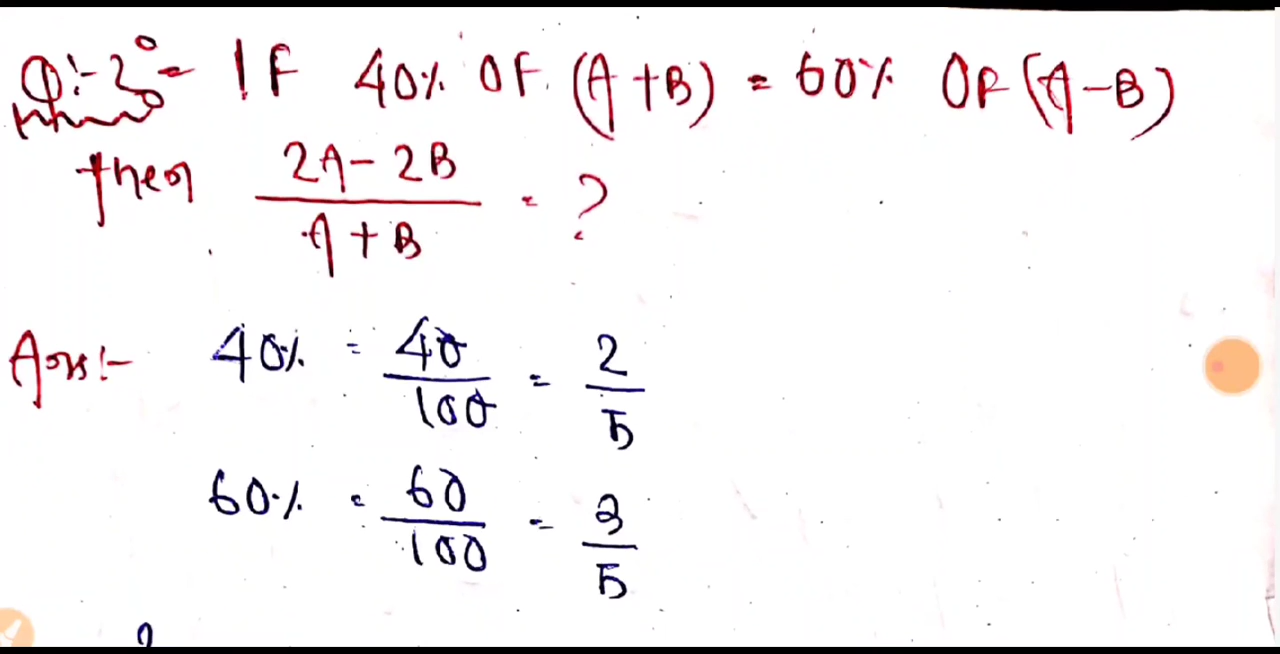 Q:-3°= IF 40% OF (A+B) = 60% OF (A-B)
then 2A-2B / A+B = ?
Ans:- 40% = 40/100 = 2/5
60% = 60/100 = 3/5